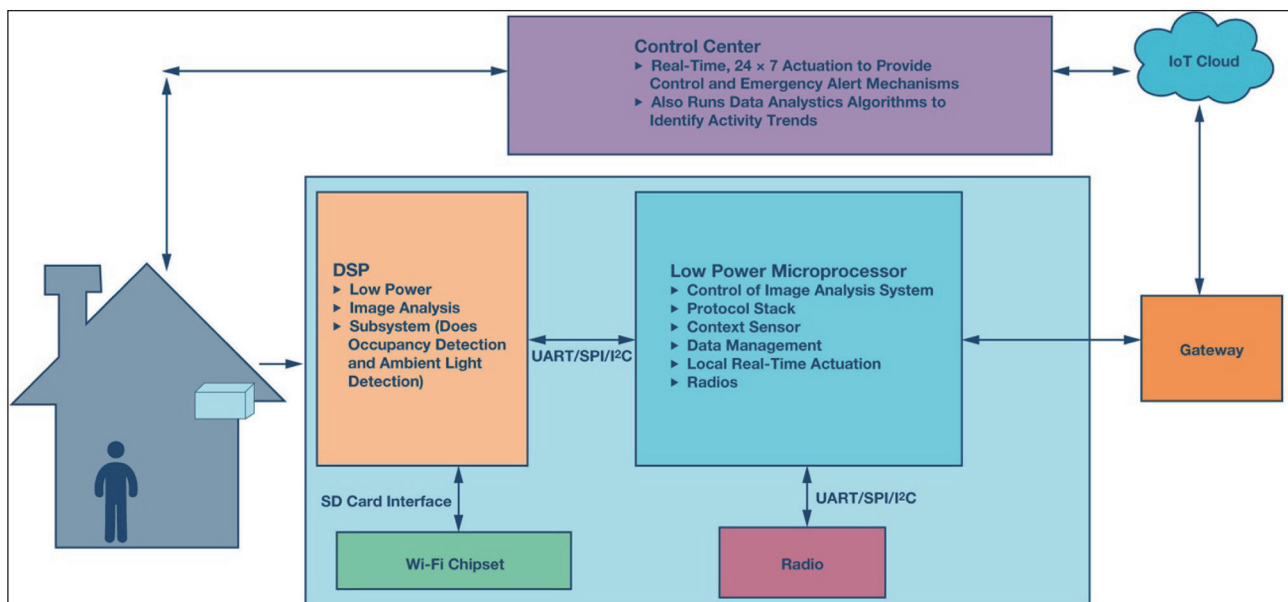 Control Center
▸ Real-Time, 24 × 7 Actuation to Provide
Control and Emergency Alert Mechanisms
▸ Also Runs Data Analystics Algorithms to
Identify Activity Trends
IoT Cloud
DSP
▸ Low Power
▸ Image Analysis
▸ Subsystem (Does
Occupancy Detection
and Ambient Light
Detection)
UART/SPI/I²C
Low Power Microprocessor
▸ Control of Image Analysis System
▸ Protocol Stack
▸ Context Sensor
▸ Data Management
▸ Local Real-Time Actuation
▸ Radios
Gateway
SD Card Interface
UART/SPI/I²C
Wi-Fi Chipset
Radio